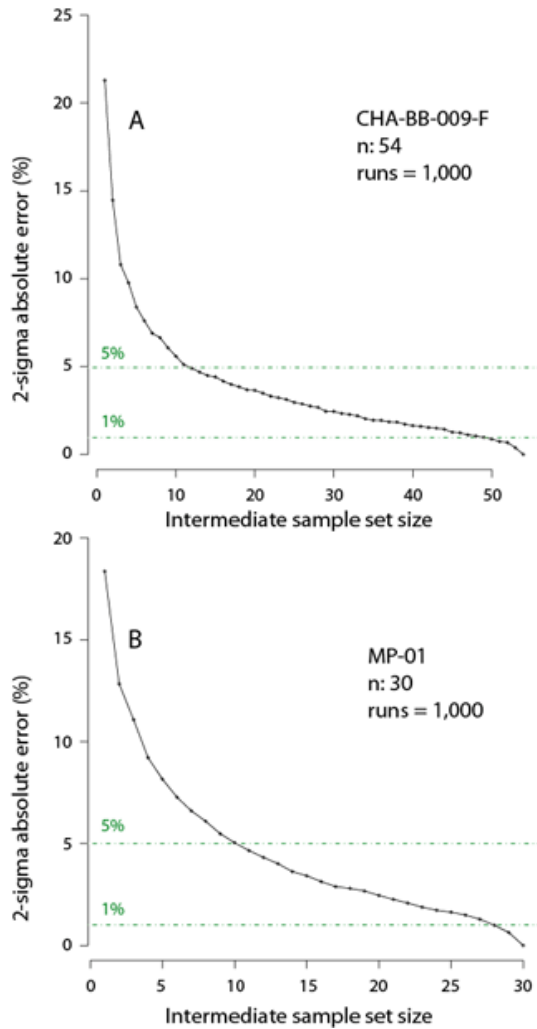 25
20
15
10
5
0
2-sigma absolute error (%)
A
CHA-BB-009-F
n: 54
runs = 1,000
5%
1%
0 10 20 30 40 50
Intermediate sample set size
20
15
10
5
0
2-sigma absolute error (%)
B
MP-01
n: 30
runs = 1,000
5%
1%
0 5 10 15 20 25 30
Intermediate sample set size